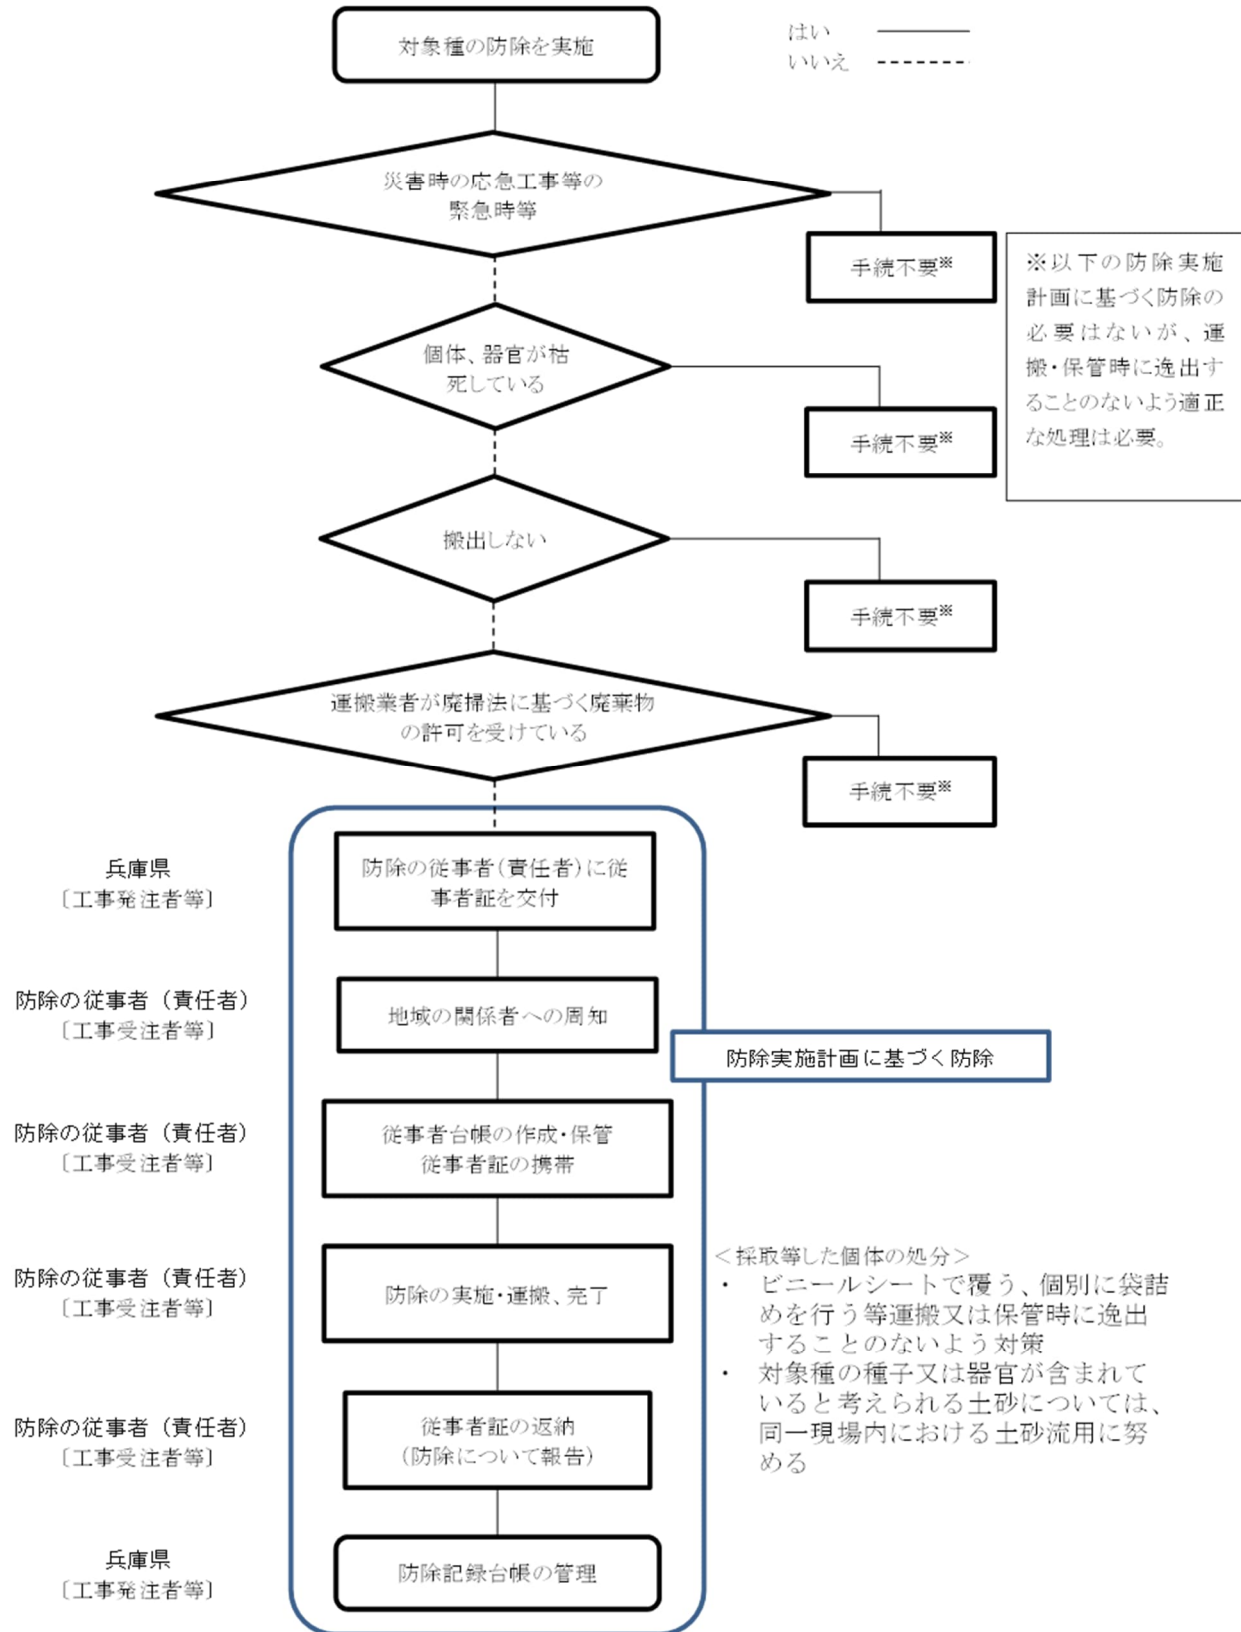 対象種の防除を実施
はい
いいえ
災害時の応急工事等の
緊急時等
手続不要※
※以下の防除実施
計画に基づく防除の
必要はないが、運
搬・保管時に逸出す
ることのないよう適正
な処理は必要。
個体、器官が枯
死している
手続不要※
搬出しない
手続不要※
運搬業者が廃掃法に基づく廃棄物
の許可を受けている
手続不要※
兵庫県
〔工事発注者等〕
防除の従事者(責任者)に従
事者証を交付
防除の従事者（責任者）
〔工事受注者等〕
地域の関係者への周知
防除実施計画に基づく防除
防除の従事者（責任者）
〔工事受注者等〕
従事者台帳の作成・保管
従事者証の携帯
防除の従事者（責任者）
〔工事受注者等〕
防除の実施・運搬、完了
＜採取等した個体の処分＞
・ ビニールシートで覆う、個別に袋詰
めを行う等運搬又は保管時に逸出
することのないよう対策
・ 対象種の種子又は器官が含まれて
いると考えられる土砂については、
同一現場内における土砂流用に努
める
防除の従事者（責任者）
〔工事受注者等〕
従事者証の返納
(防除について報告)
兵庫県
〔工事発注者等〕
防除記録台帳の管理